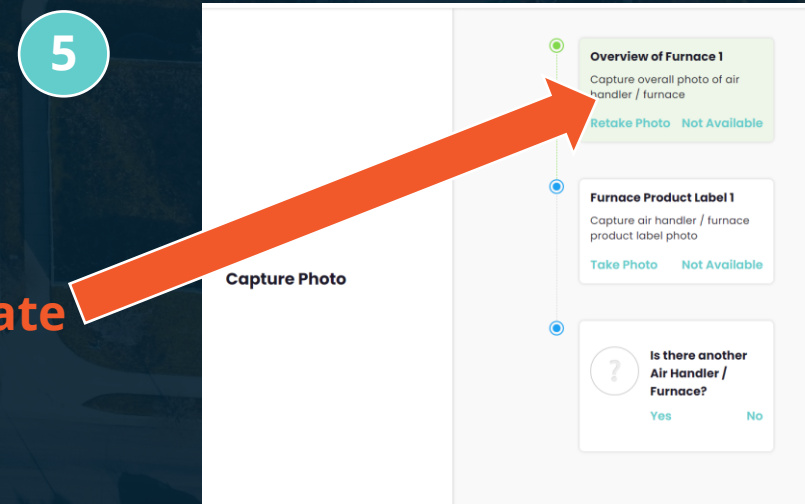 5
Overview of Furnace 1
Capture overall photo of air
handler / furnace
Retake Photo Not Available
Furnace Product Label 1
Capture air handler / furnace
product label photo
Take Photo Not Available
Capture Photo
ate
Is there another
Air Handler /
Furnace?
Yes No